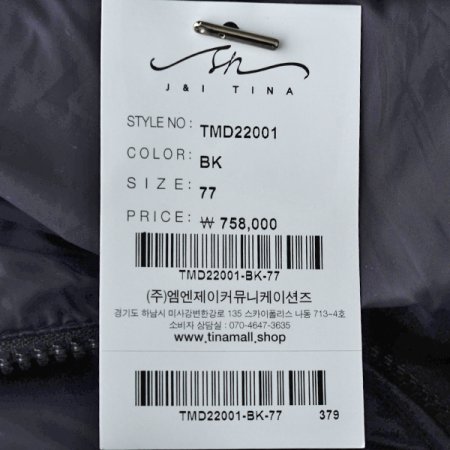 J & I TINA
STYLE NO : TMD22001
COLOR: BK
SIZE: 77
PRICE: ₩ 758,000
TMD22001-BK-77
(주)엠엔제이커뮤니케이션즈
경기도 하남시 미사강변한강로 135 스카이폴리스 나동 713-4호
소비자 상담실 : 070-4647-3635
www.tinamall.shop
TMD22001-BK-77 379